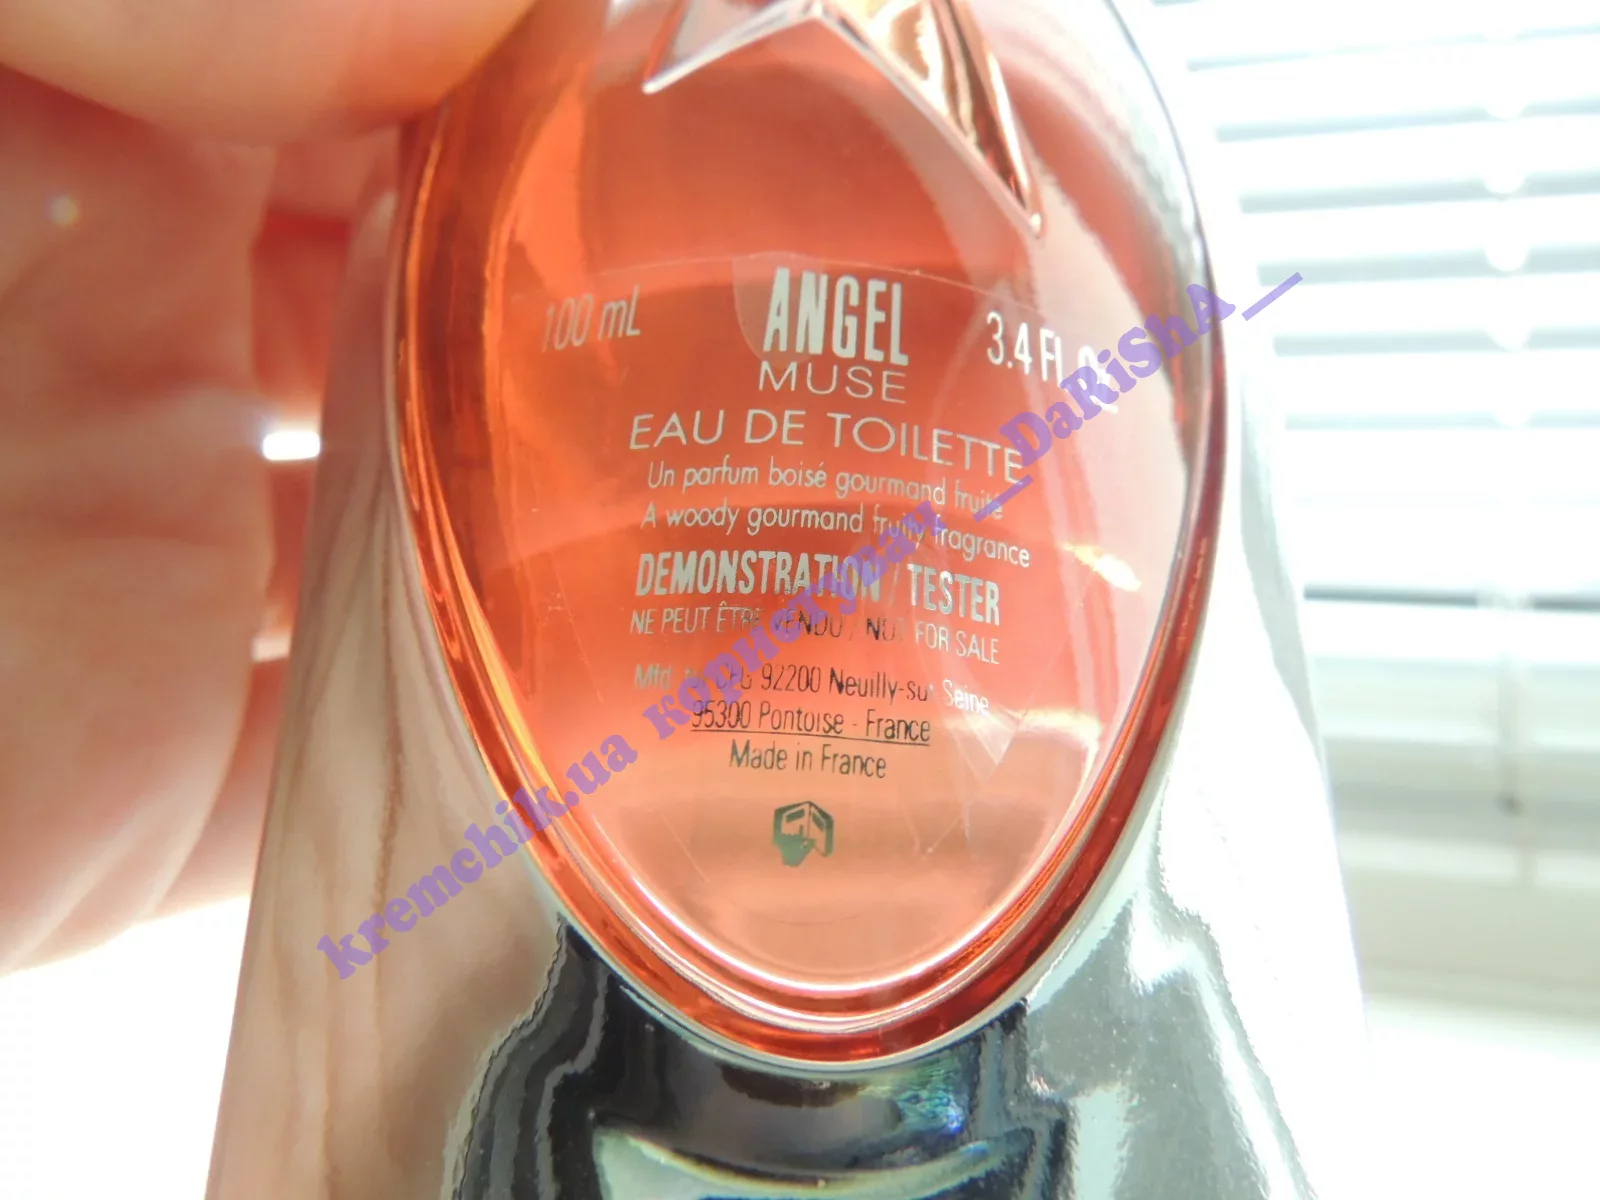 100 mL
ANGEL
3.4 FL
MUSE
EAU DE TOILETTE
Un parfum boisé gourmand fruité
A woody gourmand fruity fragrance
DEMONSTRATION / TESTER
NE PEUT ÊTRE VENDU / NOT FOR SALE
Mfd. 92200 Neuilly-sur Seine
95300 Pontoise - France
Made in France
kremchik.ua користувач __DaRiShA__